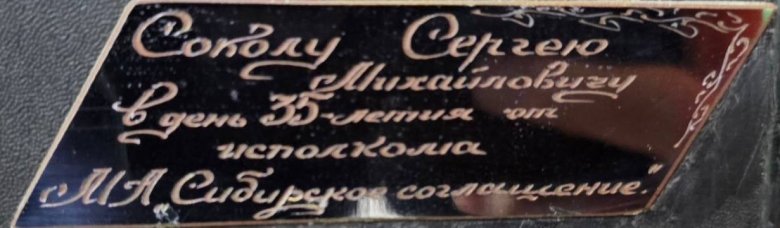 Соколу Сергею
Михайловичу
в день 35-летия от
исполкома
МА „Сибирское соглашение."